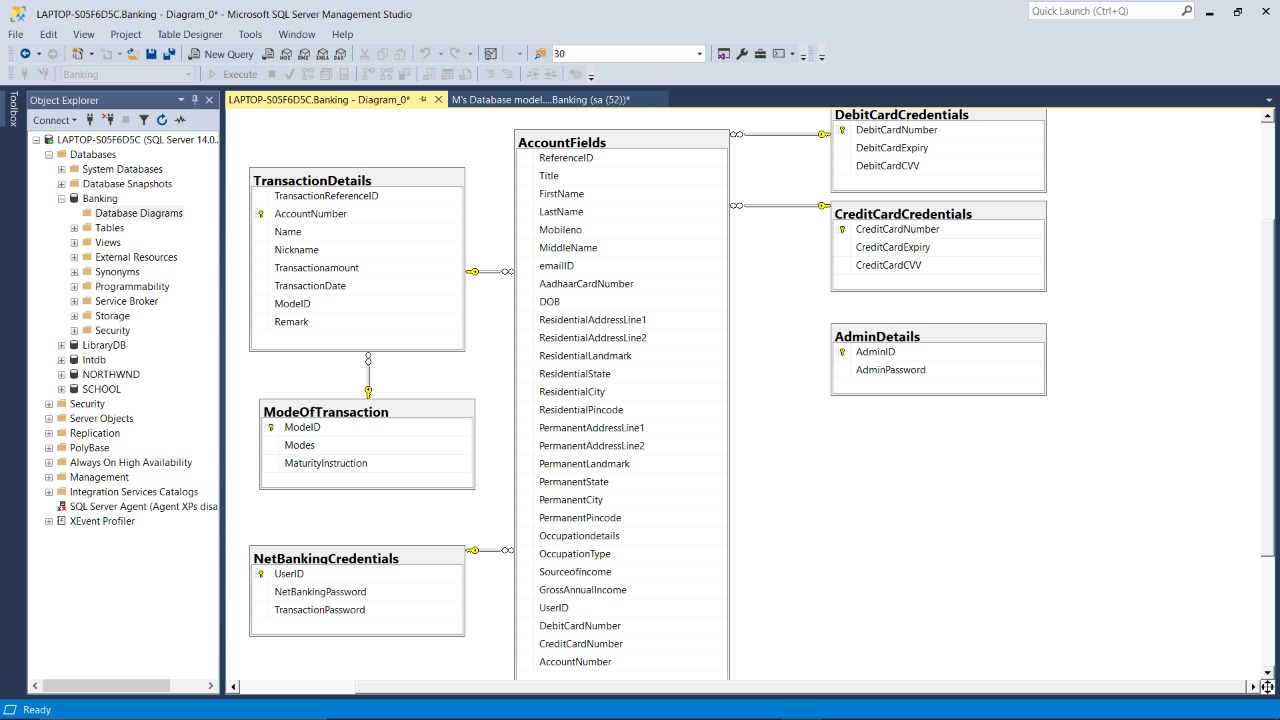 LAPTOP-S05F6D5C.Banking - Diagram_0* - Microsoft SQL Server Management Studio
Quick Launch (Ctrl+Q)
File Edit View Project Table Designer Tools Window Help
New Query MDX DMX XMLA DAX 30
Banking Execute
Toolbox
Object Explorer
Connect
LAPTOP-S05F6D5C (SQL Server 14.0.
Databases
System Databases
Database Snapshots
Banking
Database Diagrams
Tables
Views
External Resources
Synonyms
Programmability
Service Broker
Storage
Security
LibraryDB
Intdb
NORTHWND
SCHOOL
Security
Server Objects
Replication
PolyBase
Always On High Availability
Management
Integration Services Catalogs
SQL Server Agent (Agent XPs disa
XEvent Profiler
LAPTOP-S05F6D5C.Banking - Diagram_0*
M's Database model....Banking (sa (52))*
TransactionDetails
TransactionReferenceID
AccountNumber
Name
Nickname
Transactionamount
TransactionDate
ModeID
Remark
ModeOfTransaction
ModeID
Modes
MaturityInstruction
NetBankingCredentials
UserID
NetBankingPassword
TransactionPassword
AccountFields
ReferenceID
Title
FirstName
LastName
Mobileno
MiddleName
emailID
AadhaarCardNumber
DOB
ResidentialAddressLine1
ResidentialAddressLine2
ResidentialLandmark
ResidentialState
ResidentialCity
ResidentialPincode
PermanentAddressLine1
PermanentAddressLine2
PermanentLandmark
PermanentState
PermanentCity
PermanentPincode
Occupationdetails
OccupationType
Sourceofincome
GrossAnnualIncome
UserID
DebitCardNumber
CreditCardNumber
AccountNumber
DebitCardCredentials
DebitCardNumber
DebitCardExpiry
DebitCardCVV
CreditCardCredentials
CreditCardNumber
CreditCardExpiry
CreditCardCVV
AdminDetails
AdminID
AdminPassword
Ready